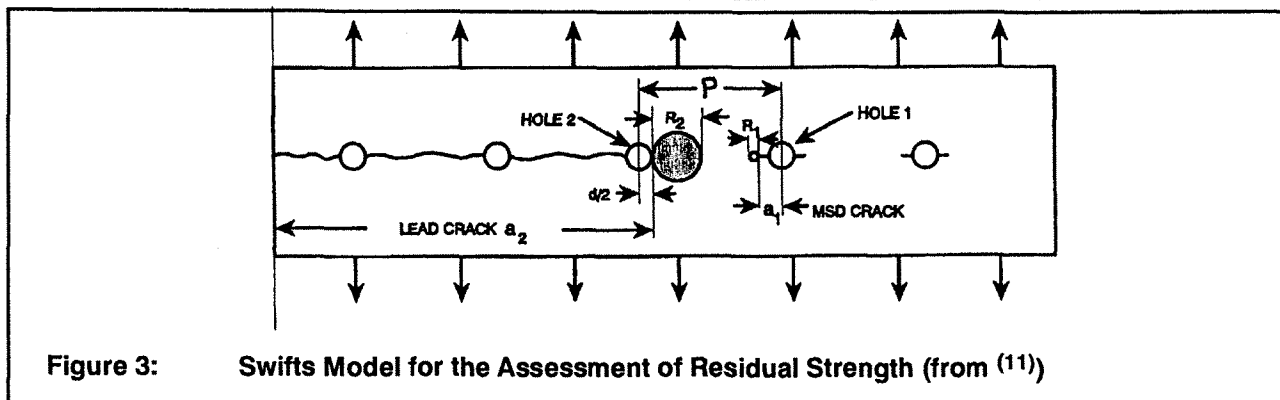 P
HOLE 2
R2
R1
HOLE 1
d/2
a1
MSD CRACK
LEAD CRACK a2
Figure 3: Swifts Model for the Assessment of Residual Strength (from (11))